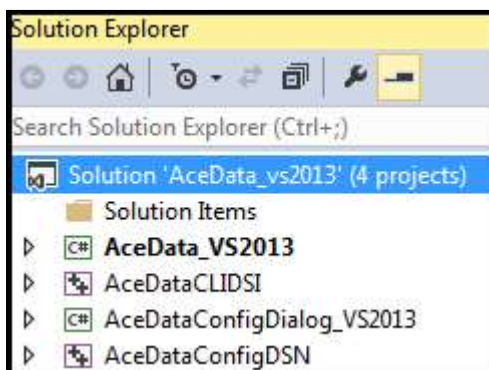 Solution Explorer
Search Solution Explorer (Ctrl+;)
Solution 'AceData_vs2013' (4 projects)
Solution Items
C# AceData_VS2013
++ AceDataCLIDSI
C# AceDataConfigDialog_VS2013
++ AceDataConfigDSN